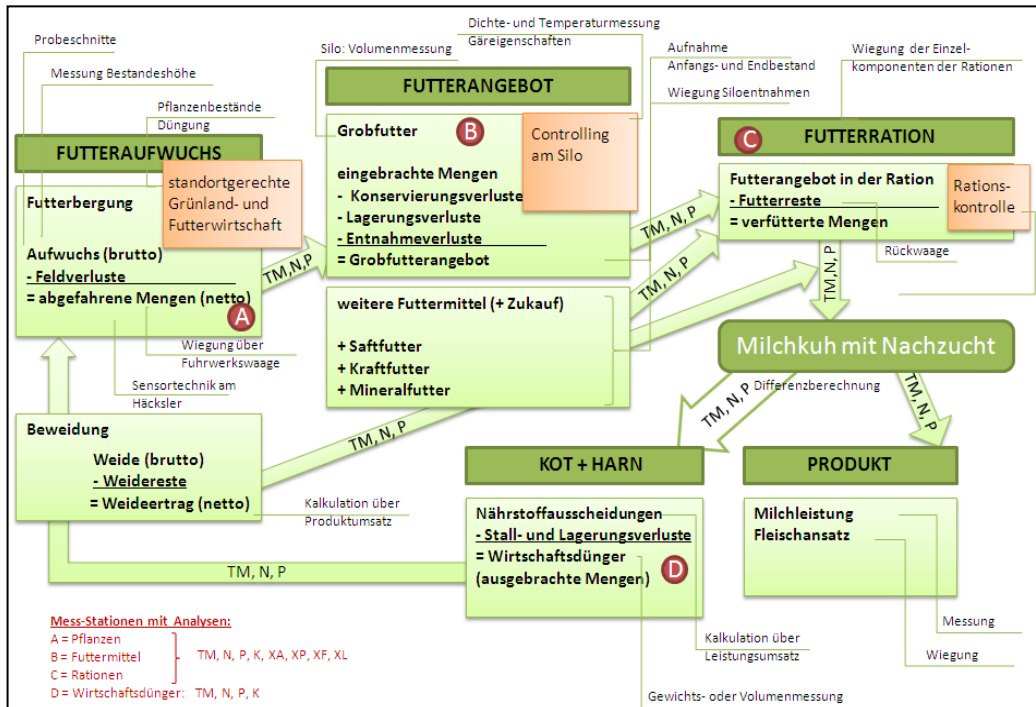 Probeschnitte
Messung Bestandeshöhe
Pflanzenbestände
Düngung
FUTTERAUFWUCHS
standortgerechte
Grünland- und
Futterwirtschaft
Futterbergung
Aufwuchs (brutto)
- Feldverluste
= abgefahrene Mengen (netto)
A
Wiegung über
Fuhrwerkswaage
Sensortechnik am
Häcksler
Beweidung
Weide (brutto)
- Weidereste
= Weideertrag (netto)
Kalkulation über
Produktumsatz
TM,N,P
Silo: Volumenmessung
Dichte- und Temperaturmessung
Gäreigenschaften
FUTTERANGEBOT
Grobfutter
B
Controlling
am Silo
eingebrachte Mengen
- Konservierungsverluste
- Lagerungsverluste
- Entnahmeverluste
= Grobfutterangebot
weitere Futtermittel (+ Zukauf)
+ Saftfutter
+ Kraftfutter
+ Mineralfutter
TM, N, P
TM, N, P
TM, N, P
Aufnahme
Anfangs- und Endbestand
Wiegung Siloentnahmen
Wiegung der Einzel-
komponenten der Rationen
C
FUTTERRATION
Futterangebot in der Ration
- Futterreste
= verfütterte Mengen
Rations-
kontrolle
Rückwaage
TM,N, P
Milchkuh mit Nachzucht
Differenzberechnung
TM, N, P
TM, N, P
KOT + HARN
Nährstoffausscheidungen
- Stall- und Lagerungsverluste
= Wirtschaftsdünger
(ausgebrachte Mengen)
D
PRODUKT
Milchleistung
Fleischansatz
Messung
Wiegung
Kalkulation über
Leistungsumsatz
Gewichts- oder Volumenmessung
TM, N, P
Mess-Stationen mit Analysen:
A = Pflanzen
B = Futtermittel
C = Rationen
TM, N, P, K, XA, XP, XF, XL
D = Wirtschaftsdünger: TM, N, P, K